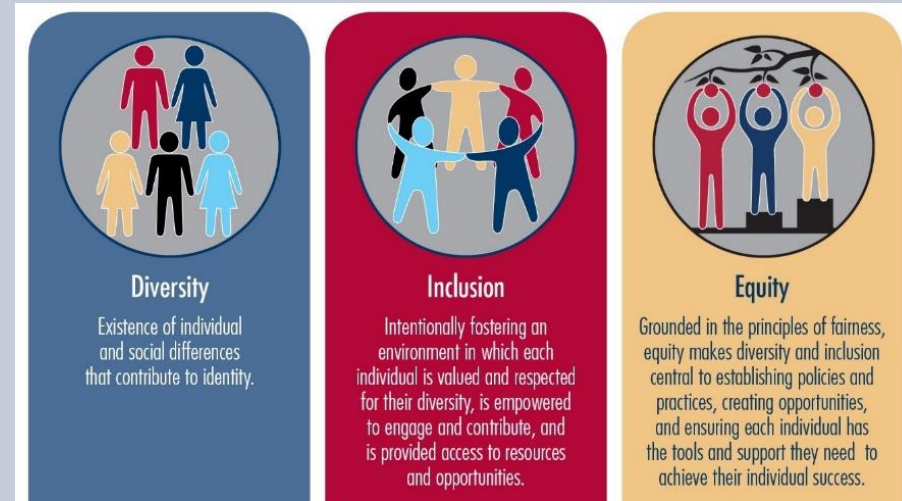 Diversity
Existence of individual
and social differences
that contribute to identity.
Inclusion
Intentionally fostering an
environment in which each
individual is valued and respected
for their diversity, is empowered
to engage and contribute, and
is provided access to resources
and opportunities.
Equity
Grounded in the principles of fairness,
equity makes diversity and inclusion
central to establishing policies and
practices, creating opportunities,
and ensuring each individual has
the tools and support they need to
achieve their individual success.